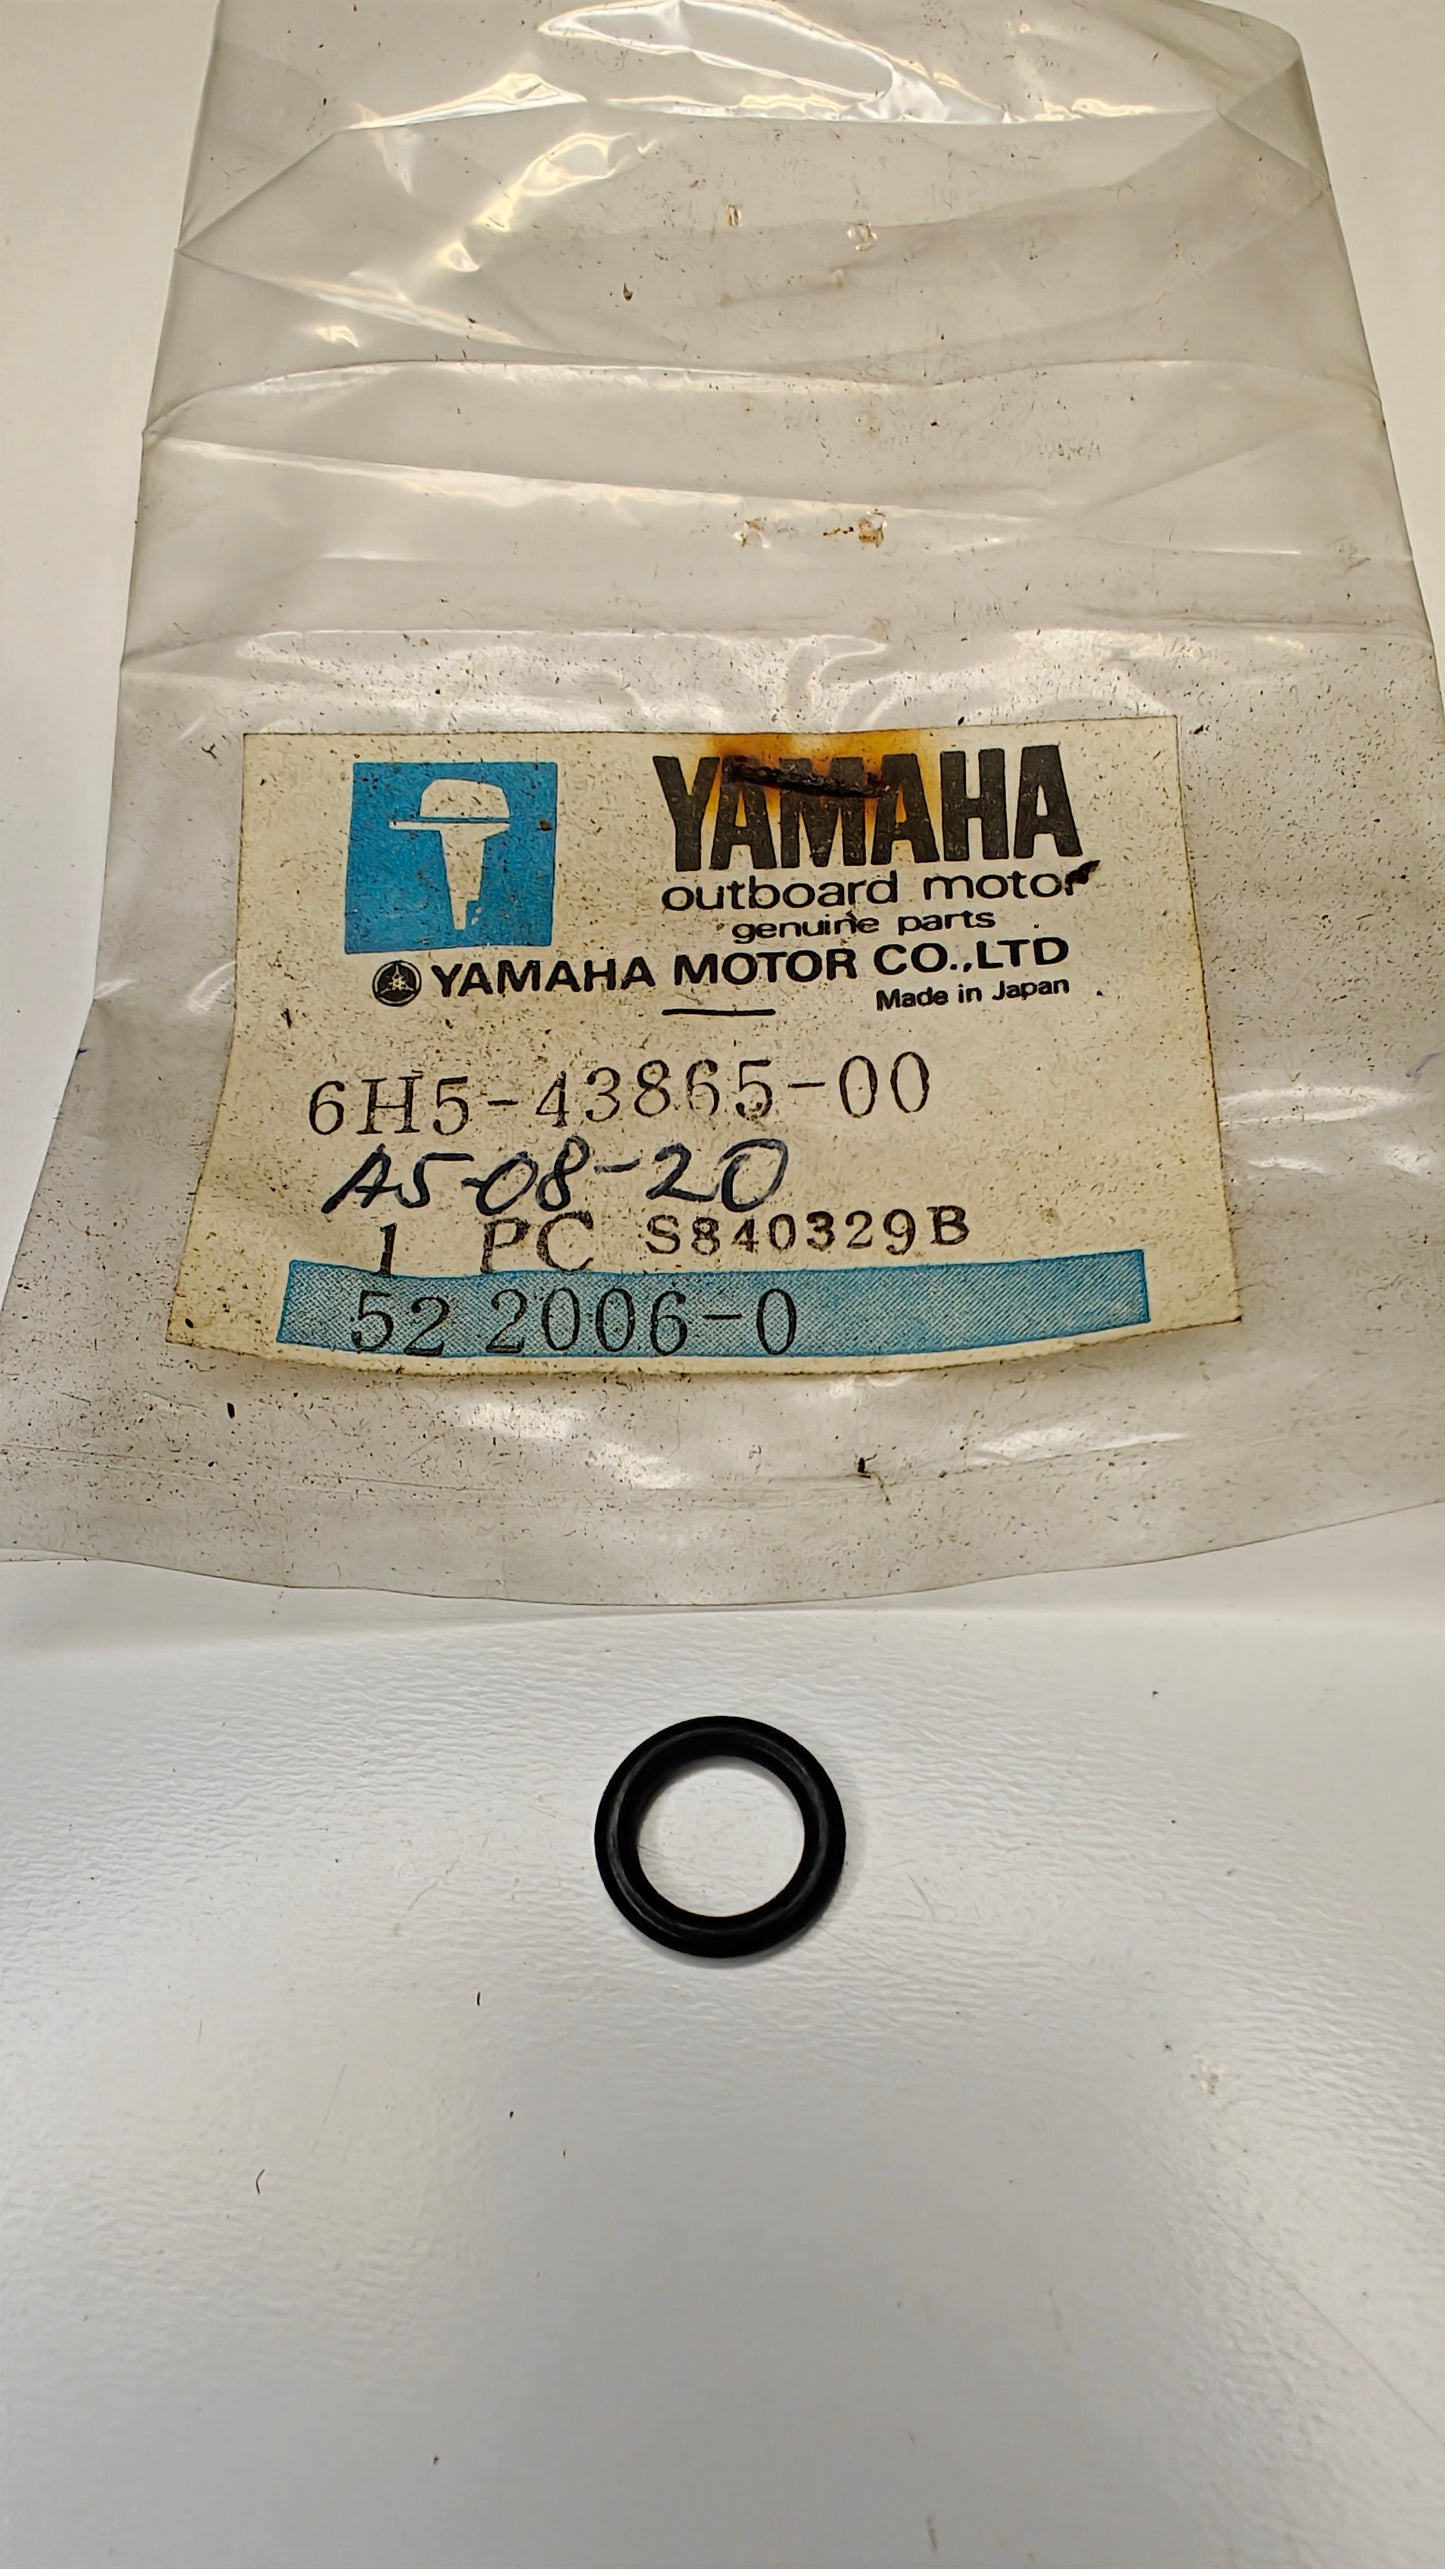 YAMAHA
outboard motor
genuine parts
YAMAHA MOTOR CO.,LTD
Made in Japan
6H5-43865-00
A5-08-20
1 PC S840329B
52 2006-0